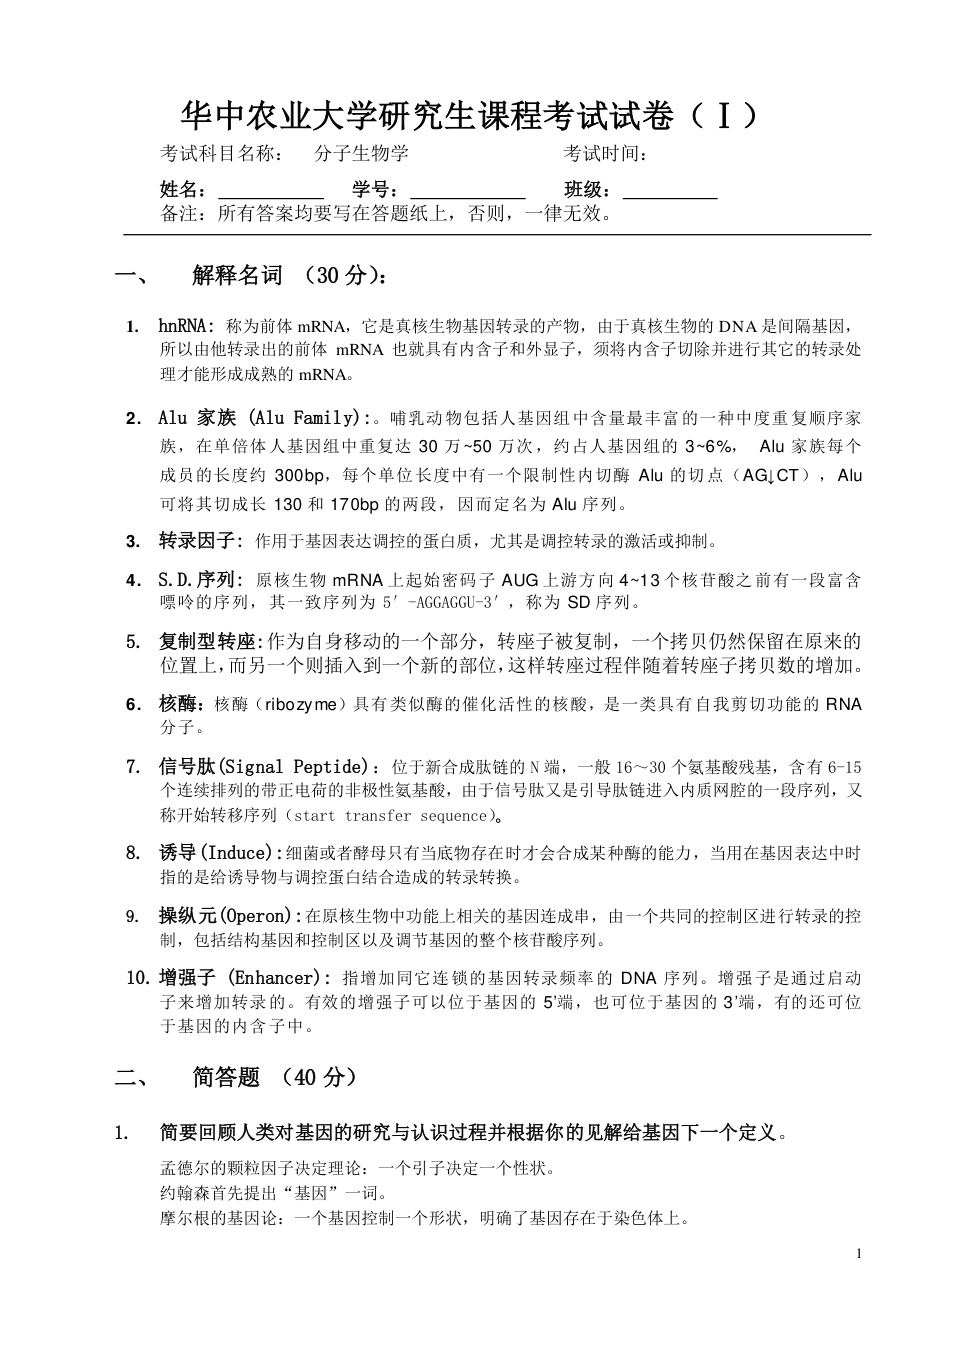 华中农业大学研究生课程考试试卷（Ⅰ）
考试科目名称： 分子生物学 考试时间：
姓名：___________ 学号：____________ 班级：__________
备注：所有答案均要写在答题纸上，否则，一律无效。
一、 解释名词 （30 分）：
1. hnRNA：称为前体 mRNA，它是真核生物基因转录的产物，由于真核生物的 DNA 是间隔基因，
所以由他转录出的前体 mRNA 也就具有内含子和外显子，须将内含子切除并进行其它的转录处
理才能形成成熟的 mRNA。
2. Alu 家族 (Alu Family)：。哺乳动物包括人基因组中含量最丰富的一种中度重复顺序家
族，在单倍体人基因组中重复达 30 万~50 万次，约占人基因组的 3~6%， Alu 家族每个
成员的长度约 300bp，每个单位长度中有一个限制性内切酶 Alu 的切点（AG↓CT），Alu
可将其切成长 130 和 170bp 的两段，因而定名为 Alu 序列。
3. 转录因子：作用于基因表达调控的蛋白质，尤其是调控转录的激活或抑制。
4. S.D.序列：原核生物 mRNA 上起始密码子 AUG 上游方向 4~13 个核苷酸之前有一段富含
嘌呤的序列，其一致序列为 5′-AGGAGGU-3′，称为 SD 序列。
5. 复制型转座：作为自身移动的一个部分，转座子被复制，一个拷贝仍然保留在原来的
位置上，而另一个则插入到一个新的部位，这样转座过程伴随着转座子拷贝数的增加。
6. 核酶：核酶（ribozyme）具有类似酶的催化活性的核酸，是一类具有自我剪切功能的 RNA
分子。
7. 信号肽(Signal Peptide)：位于新合成肽链的 N 端，一般 16～30 个氨基酸残基，含有 6-15
个连续排列的带正电荷的非极性氨基酸，由于信号肽又是引导肽链进入内质网腔的一段序列，又
称开始转移序列（start transfer sequence）。
8. 诱导(Induce)：细菌或者酵母只有当底物存在时才会合成某种酶的能力，当用在基因表达中时
指的是给诱导物与调控蛋白结合造成的转录转换。
9. 操纵元(Operon)：在原核生物中功能上相关的基因连成串，由一个共同的控制区进行转录的控
制，包括结构基因和控制区以及调节基因的整个核苷酸序列。
10. 增强子 (Enhancer)：指增加同它连锁的基因转录频率的 DNA 序列。增强子是通过启动
子来增加转录的。有效的增强子可以位于基因的 5’端，也可位于基因的 3’端，有的还可位
于基因的内含子中。
二、 简答题 （40 分）
1. 简要回顾人类对基因的研究与认识过程并根据你的见解给基因下一个定义。
孟德尔的颗粒因子决定理论：一个引子决定一个性状。
约翰森首先提出“基因”一词。
摩尔根的基因论：一个基因控制一个形状，明确了基因存在于染色体上。
1